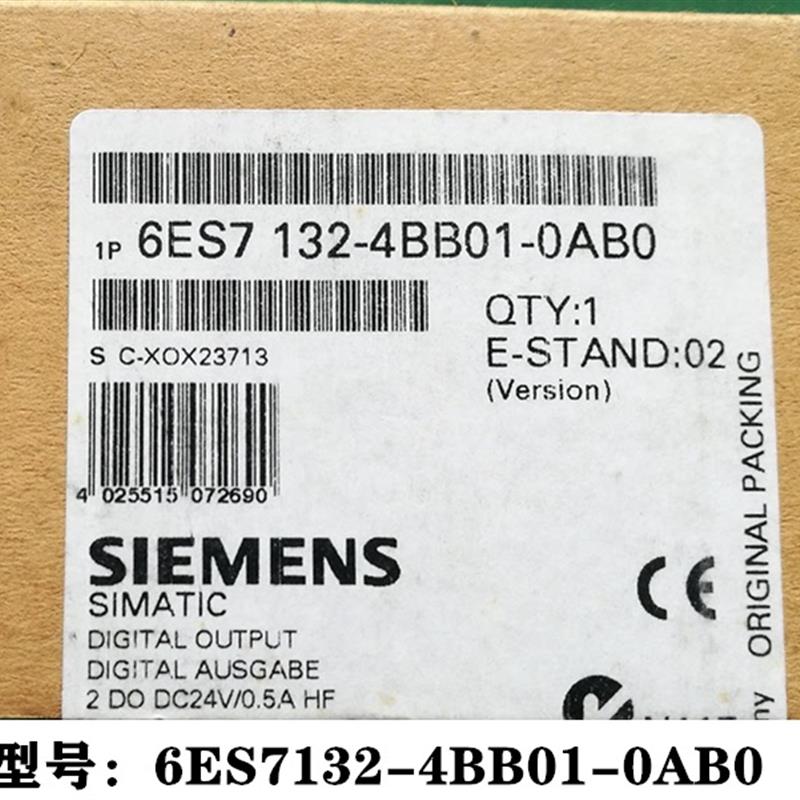 1P 6ES7 132-4BB01-0AB0
S C-XOX23713
QTY:1
E-STAND:02
(Version)
4 025515 072690
SIEMENS
SIMATIC
DIGITAL OUTPUT
DIGITAL AUSGABE
2 DO DC24V/0.5A HF
CE
ORIGINAL PACKING
型号：6ES7132-4BB01-0AB0